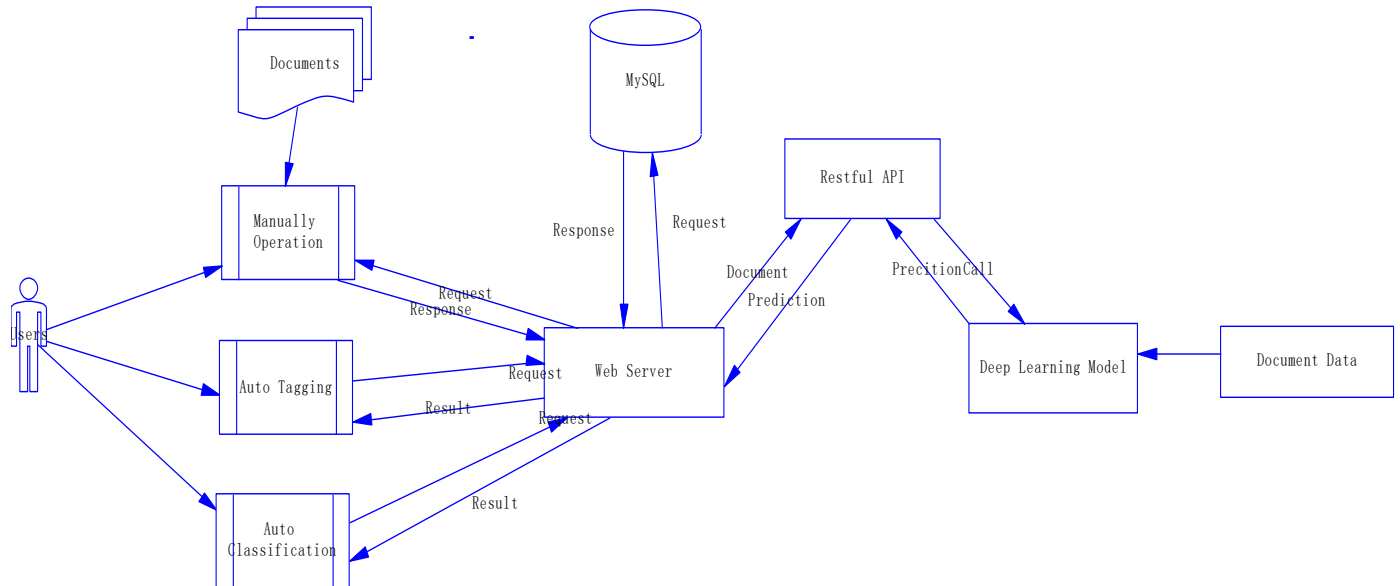 Documents
MySQL
Restful API
Manually
Operation
Response
Request
Document
PrecitionCall
Request
Prediction
Response
Users
Web Server
Deep Learning Model
Document Data
Request
Auto Tagging
Result
Request
Result
Auto
Classification